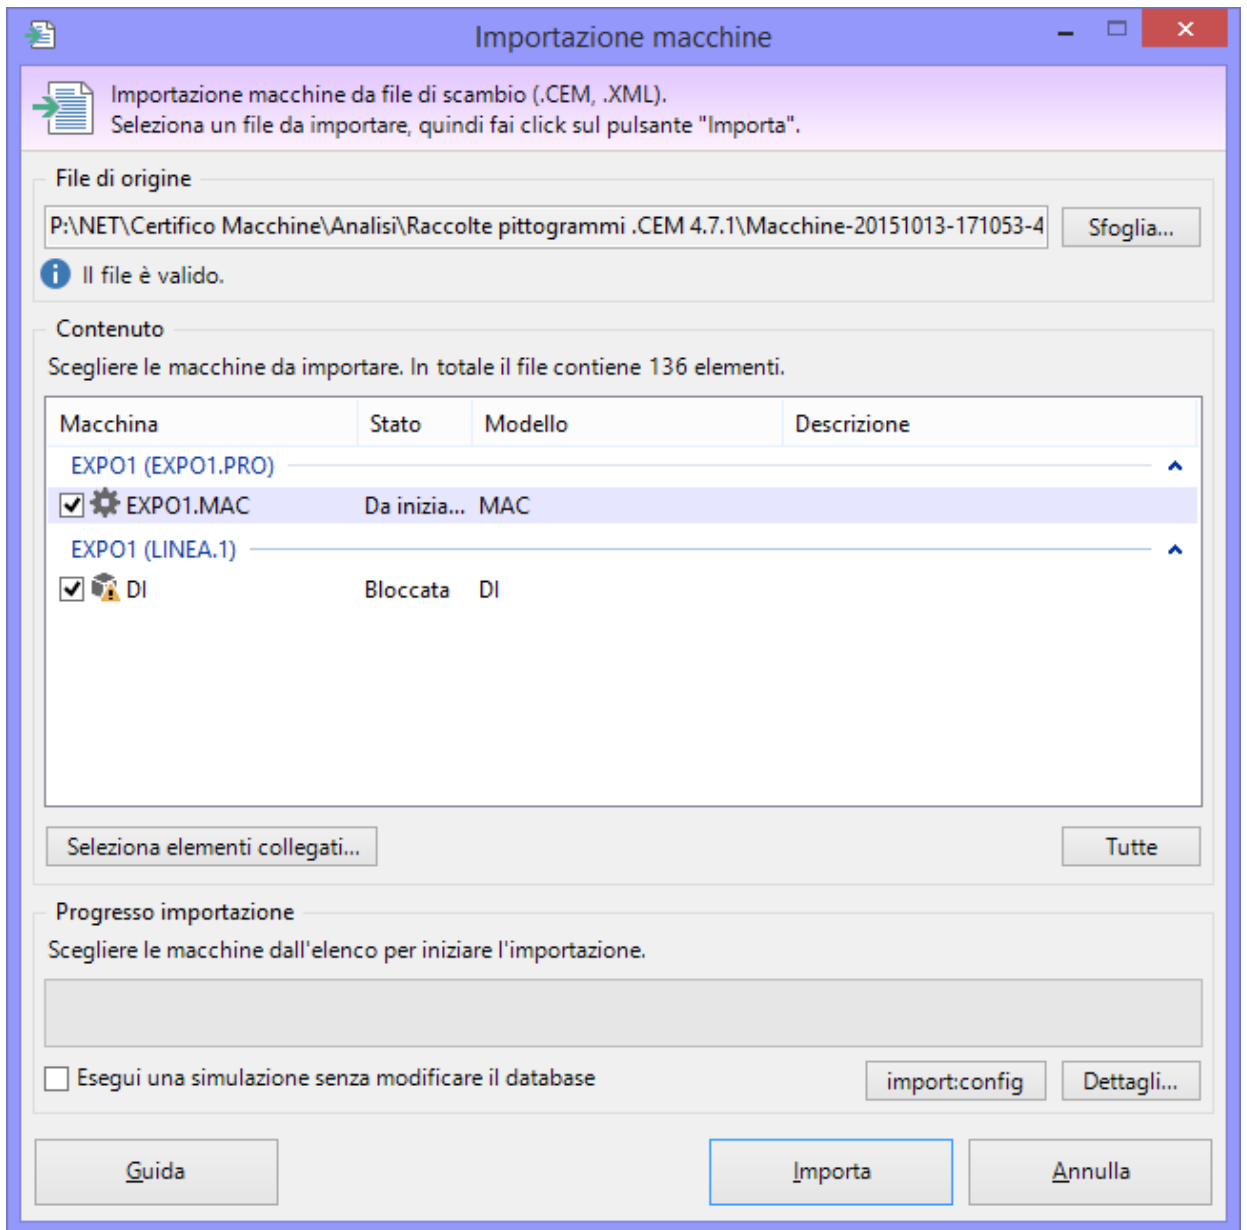 Importazione macchine
Importazione macchine da file di scambio (.CEM, .XML).
Seleziona un file da importare, quindi fai click sul pulsante "Importa".
File di origine
P:\NET\Certifico Macchine\Analisi\Raccolte pittogrammi .CEM 4.7.1\Macchine-20151013-171053-4
Sfoglia...
Il file è valido.
Contenuto
Scegliere le macchine da importare. In totale il file contiene 136 elementi.
Macchina Stato Modello Descrizione
EXPO1 (EXPO1.PRO)
EXPO1.MAC Da inizia... MAC
EXPO1 (LINEA.1)
DI Bloccata DI
Seleziona elementi collegati... Tutte
Progresso importazione
Scegliere le macchine dall'elenco per iniziare l'importazione.
Esegui una simulazione senza modificare il database import:config Dettagli...
Guida Importa Annulla